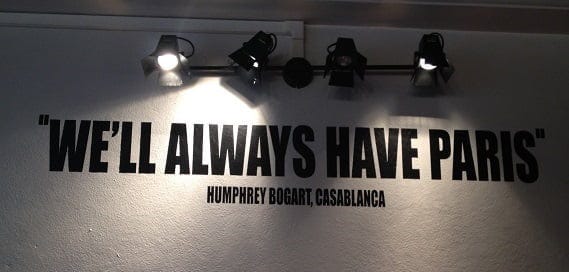 "WE'LL ALWAYS HAVE PARIS"
HUMPHREY BOGART, CASABLANCA